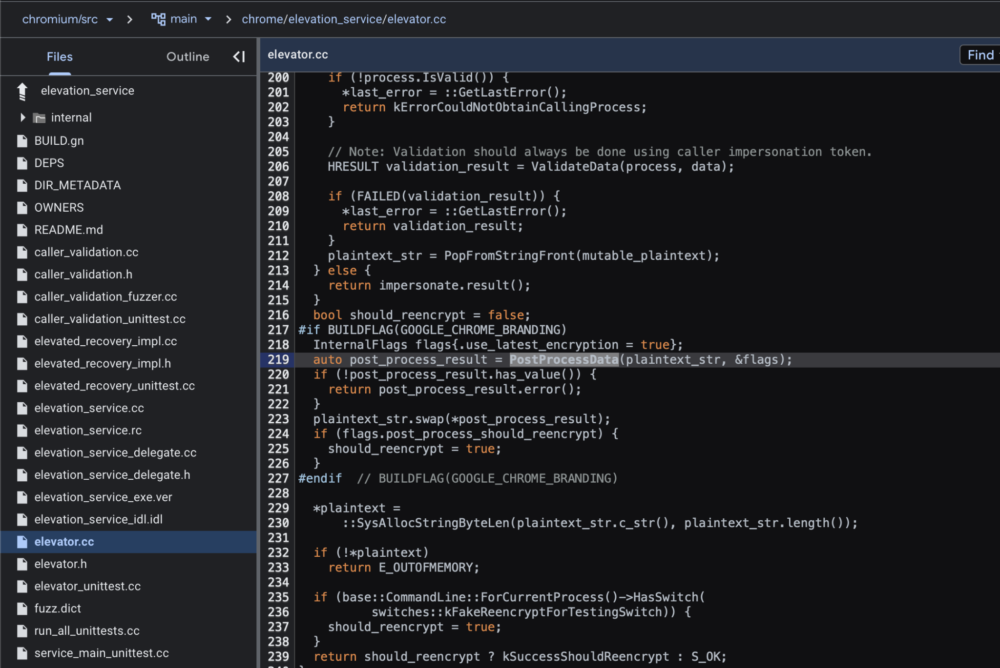 chromium/src
main
chrome/elevation_service/elevator.cc
Files
Outline
elevation_service
internal
BUILD.gn
DEPS
DIR_METADATA
OWNERS
README.md
caller_validation.cc
caller_validation.h
caller_validation_fuzzer.cc
caller_validation_unittest.cc
elevated_recovery_impl.cc
elevated_recovery_impl.h
elevated_recovery_unittest.cc
elevation_service.cc
elevation_service.rc
elevation_service_delegate.cc
elevation_service_delegate.h
elevation_service_exe.ver
elevation_service_idl.idl
elevator.cc
elevator.h
elevator_unittest.cc
fuzz.dict
run_all_unittests.cc
service_main_unittest.cc
elevator.cc
Find
200     if (!process.IsValid()) {
201       *last_error = ::GetLastError();
202       return kErrorCouldNotObtainCallingProcess;
203     }
204
205     // Note: Validation should always be done using caller impersonation token.
206     HRESULT validation_result = ValidateData(process, data);
207
208     if (FAILED(validation_result)) {
209       *last_error = ::GetLastError();
210       return validation_result;
211     }
212     plaintext_str = PopFromStringFront(mutable_plaintext);
213   } else {
214     return impersonate.result();
215   }
216   bool should_reencrypt = false;
217 #if BUILDFLAG(GOOGLE_CHROME_BRANDING)
218   InternalFlags flags{.use_latest_encryption = true};
219   auto post_process_result = PostProcessData(plaintext_str, &flags);
220   if (!post_process_result.has_value()) {
221     return post_process_result.error();
222   }
223   plaintext_str.swap(*post_process_result);
224   if (flags.post_process_should_reencrypt) {
225     should_reencrypt = true;
226   }
227 #endif  // BUILDFLAG(GOOGLE_CHROME_BRANDING)
228
229   *plaintext =
230       ::SysAllocStringByteLen(plaintext_str.c_str(), plaintext_str.length());
231
232   if (!*plaintext)
233     return E_OUTOFMEMORY;
234
235   if (base::CommandLine::ForCurrentProcess()->HasSwitch(
236           switches::kFakeReencryptForTestingSwitch)) {
237     should_reencrypt = true;
238   }
239   return should_reencrypt ? kSuccessShouldReencrypt : S_OK;